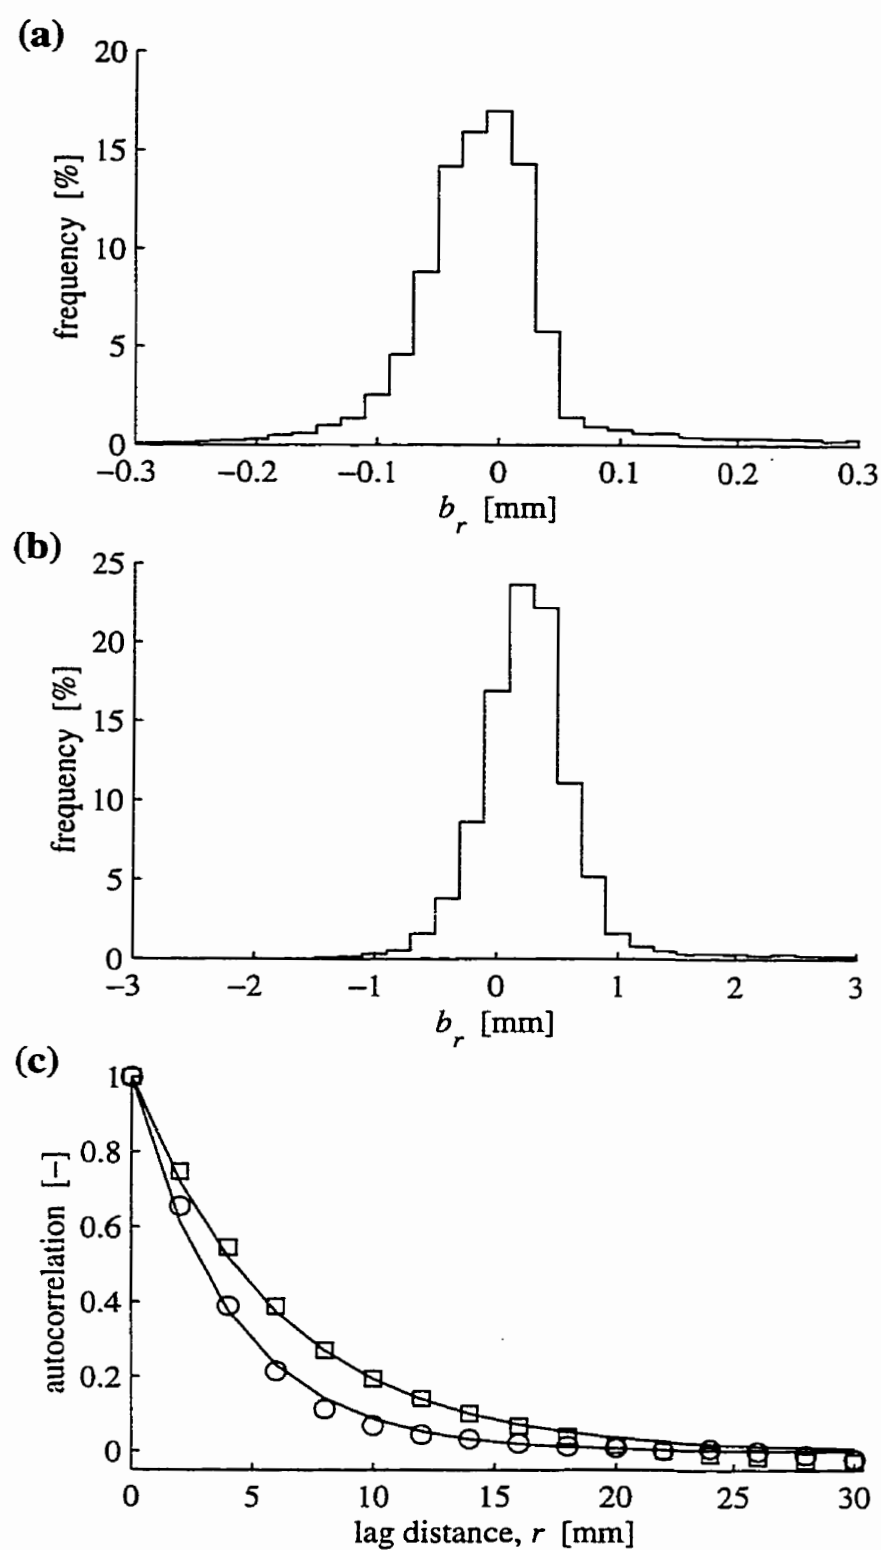 (a)
20
15
10
5
0
frequency [%]
−0.3 −0.2 −0.1 0 0.1 0.2 0.3
b_r [mm]
(b)
25
20
15
10
5
0
frequency [%]
−3 −2 −1 0 1 2 3
b_r [mm]
(c)
1
0.8
0.6
0.4
0.2
0
autocorrelation [−]
0 5 10 15 20 25 30
lag distance, r [mm]